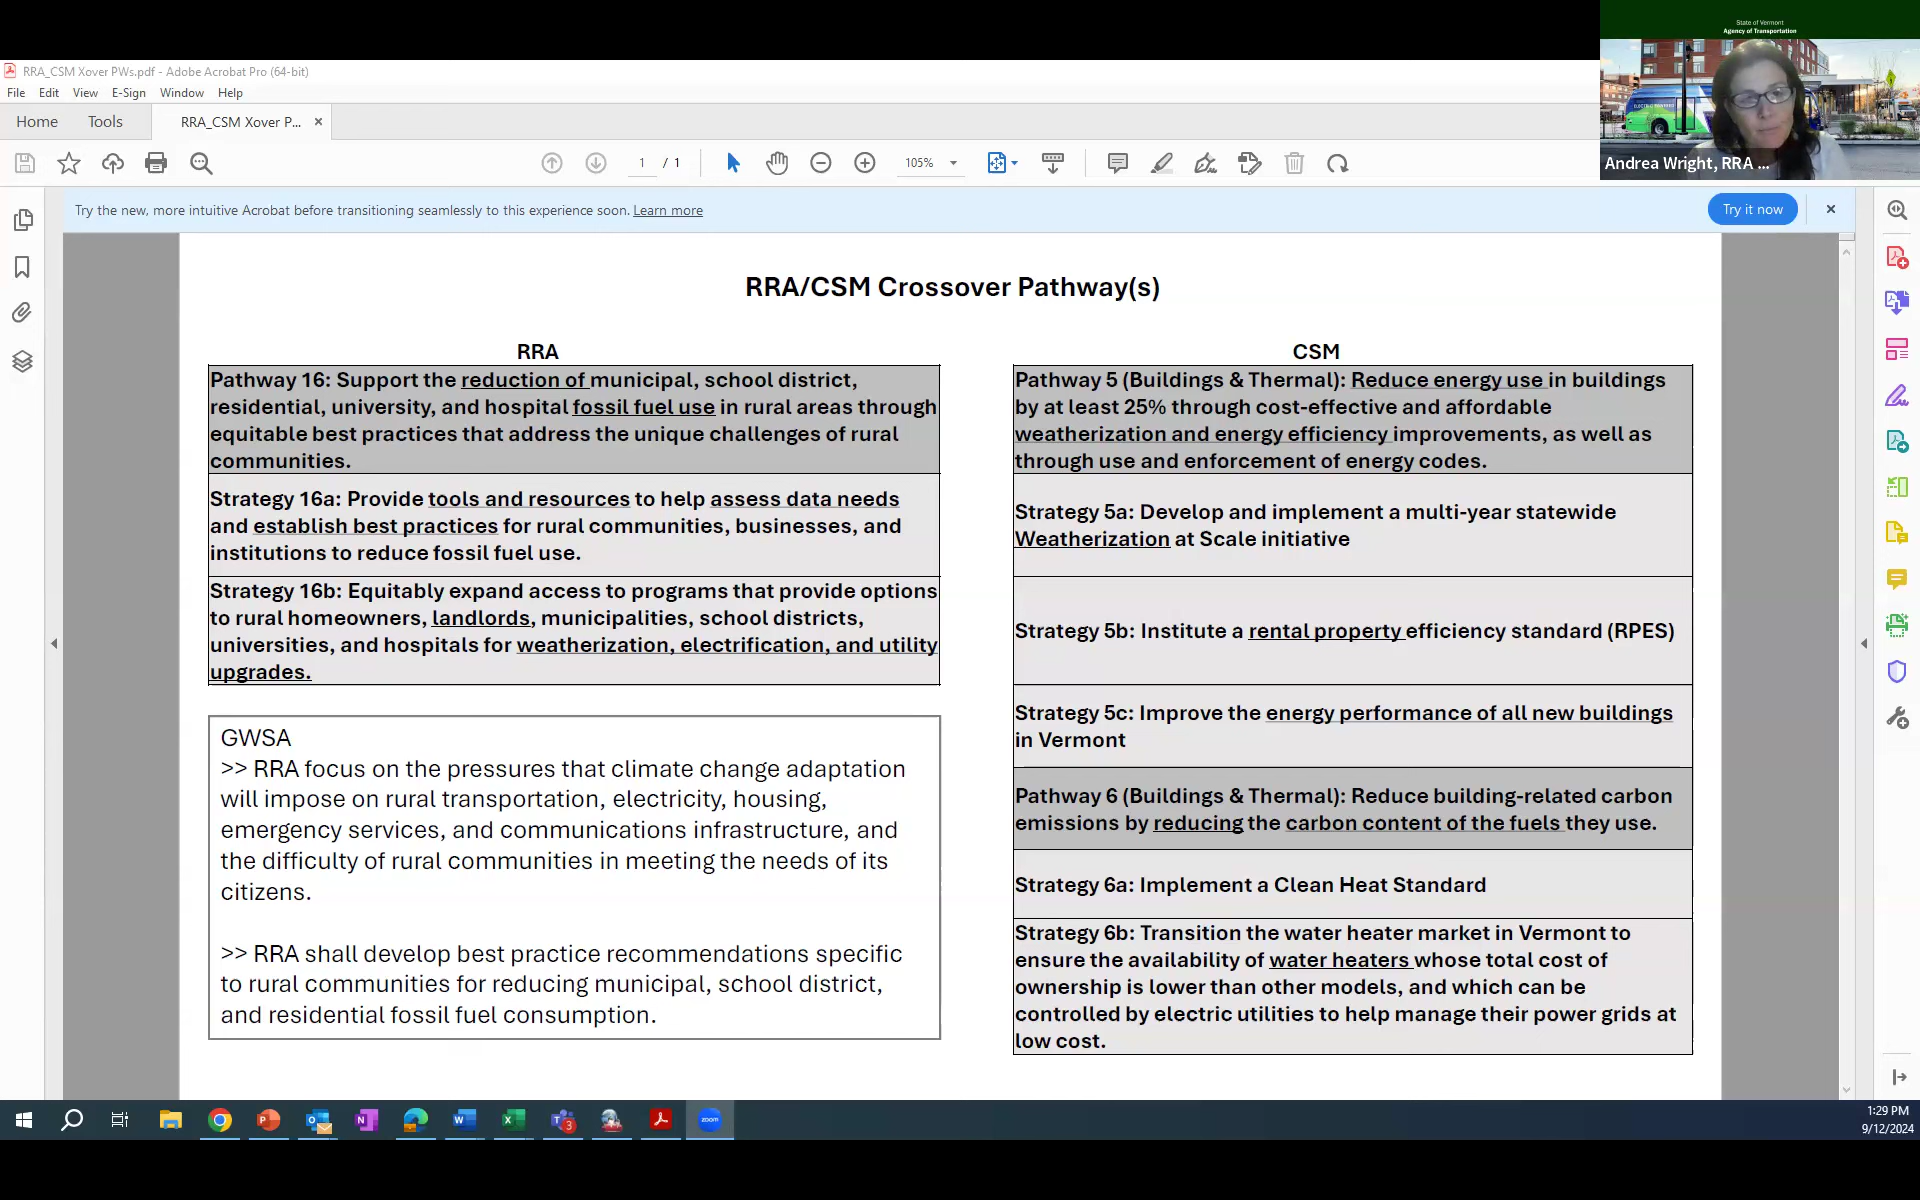 State of Vermont
Agency of Transportation
RRA_CSM Xover PWs.pdf - Adobe Acrobat Pro (64-bit)
File Edit View E-Sign Window Help
Home Tools RRA_CSM Xover P... ×
1 / 1 105%
Andrea Wright, RRA ...
Try the new, more intuitive Acrobat before transitioning seamlessly to this experience soon. Learn more
Try it now
RRA/CSM Crossover Pathway(s)
RRA
Pathway 16: Support the reduction of municipal, school district,
residential, university, and hospital fossil fuel use in rural areas through
equitable best practices that address the unique challenges of rural
communities.
Strategy 16a: Provide tools and resources to help assess data needs
and establish best practices for rural communities, businesses, and
institutions to reduce fossil fuel use.
Strategy 16b: Equitably expand access to programs that provide options
to rural homeowners, landlords, municipalities, school districts,
universities, and hospitals for weatherization, electrification, and utility
upgrades.
GWSA
>> RRA focus on the pressures that climate change adaptation
will impose on rural transportation, electricity, housing,
emergency services, and communications infrastructure, and
the difficulty of rural communities in meeting the needs of its
citizens.
>> RRA shall develop best practice recommendations specific
to rural communities for reducing municipal, school district,
and residential fossil fuel consumption.
CSM
Pathway 5 (Buildings & Thermal): Reduce energy use in buildings
by at least 25% through cost-effective and affordable
weatherization and energy efficiency improvements, as well as
through use and enforcement of energy codes.
Strategy 5a: Develop and implement a multi-year statewide
Weatherization at Scale initiative
Strategy 5b: Institute a rental property efficiency standard (RPES)
Strategy 5c: Improve the energy performance of all new buildings
in Vermont
Pathway 6 (Buildings & Thermal): Reduce building-related carbon
emissions by reducing the carbon content of the fuels they use.
Strategy 6a: Implement a Clean Heat Standard
Strategy 6b: Transition the water heater market in Vermont to
ensure the availability of water heaters whose total cost of
ownership is lower than other models, and which can be
controlled by electric utilities to help manage their power grids at
low cost.
zoom
3
1:29 PM
9/12/2024